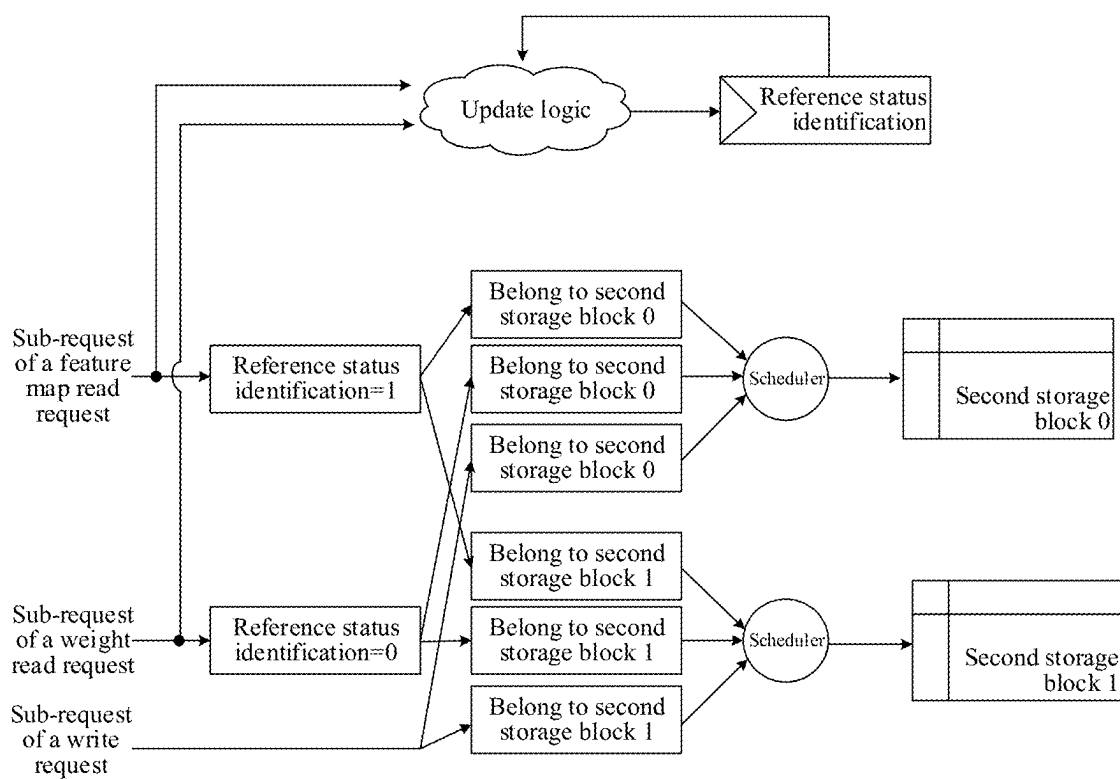 Update logic
Reference status
identification
Sub-request
of a feature
map read
request
Reference status
identification=1
Belong to second
storage block 0
Belong to second
storage block 0
Belong to second
storage block 0
Scheduler
Second storage
block 0
Sub-request
of a weight
read request
Reference status
identification=0
Belong to second
storage block 1
Belong to second
storage block 1
Belong to second
storage block 1
Scheduler
Second storage
block 1
Sub-request
of a write
request